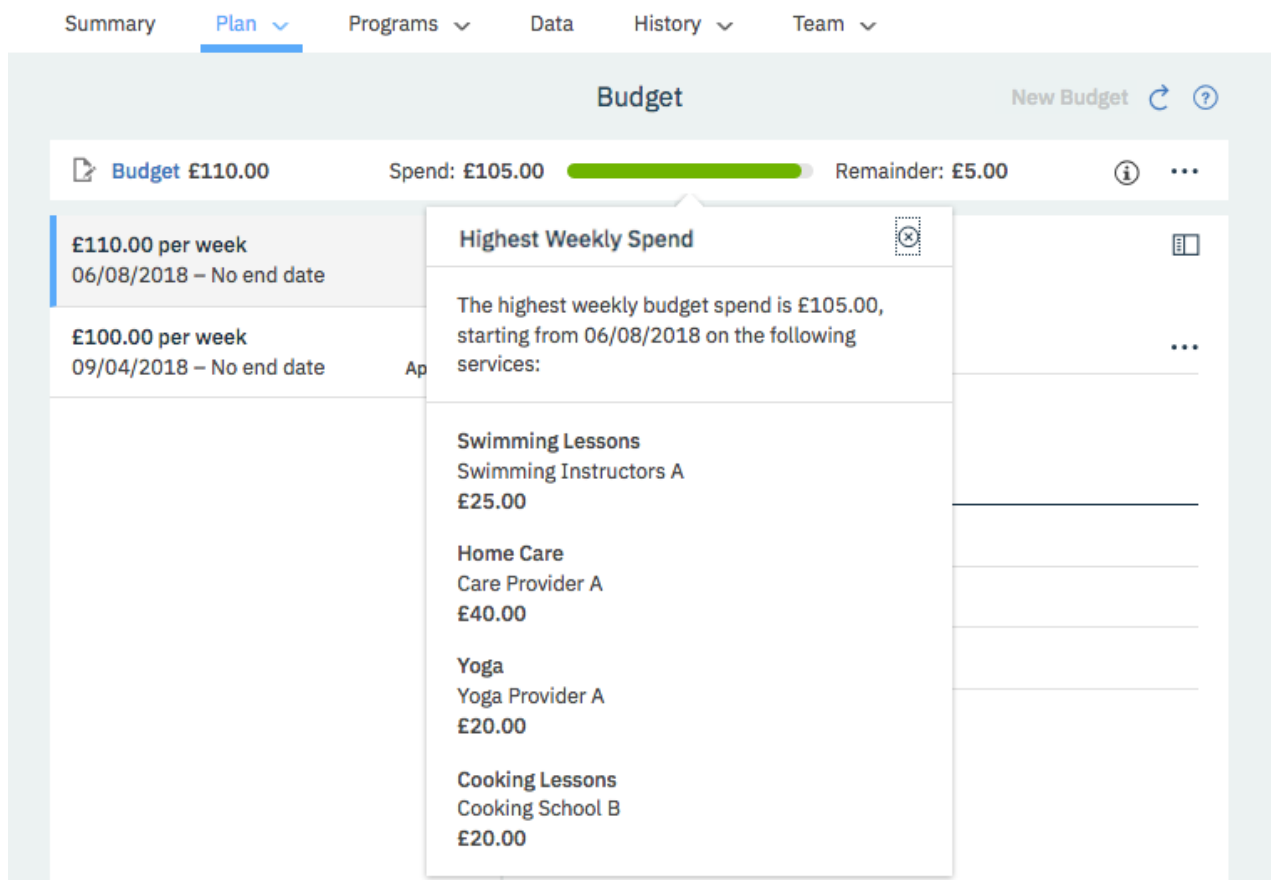 Summary Plan Programs Data History Team
Budget
New Budget
Budget £110.00 Spend: £105.00 Remainder: £5.00
£110.00 per week
06/08/2018 – No end date
£100.00 per week
09/04/2018 – No end date
Ap
Highest Weekly Spend
The highest weekly budget spend is £105.00,
starting from 06/08/2018 on the following
services:
Swimming Lessons
Swimming Instructors A
£25.00
Home Care
Care Provider A
£40.00
Yoga
Yoga Provider A
£20.00
Cooking Lessons
Cooking School B
£20.00